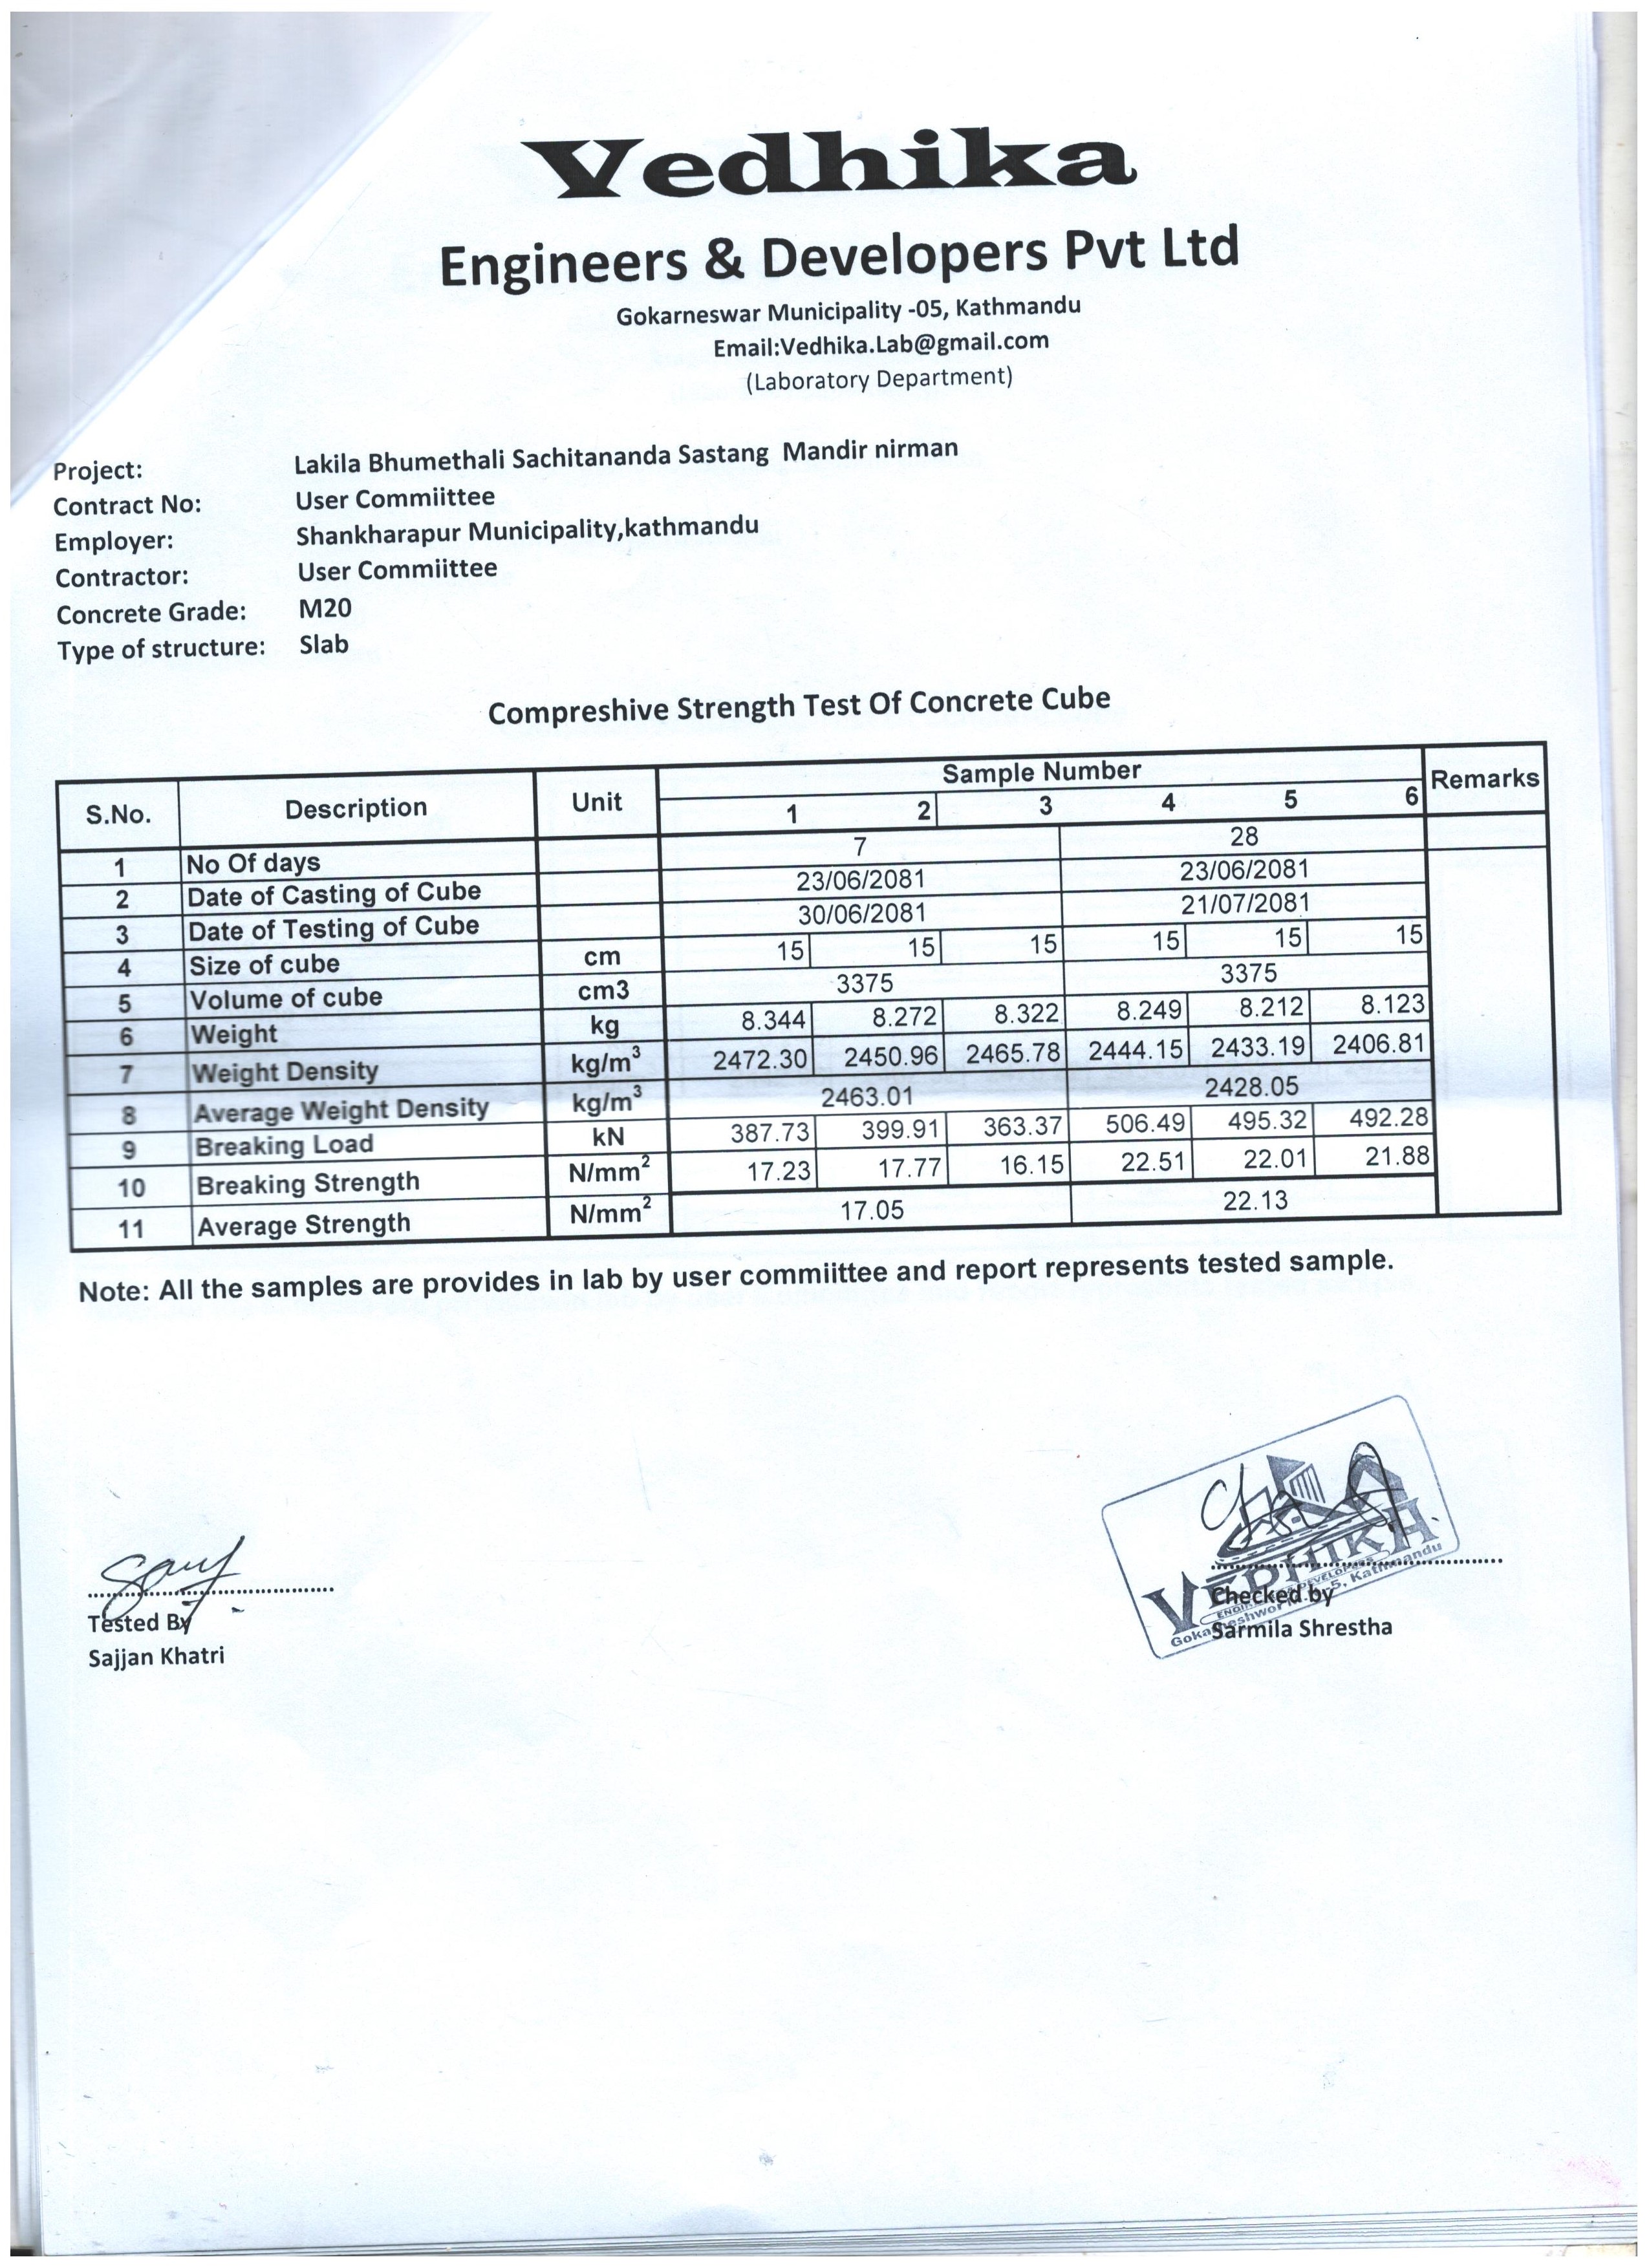 Vedhika
Engineers & Developers Pvt Ltd
Gokarneswar Municipality -05, Kathmandu
Email:Vedhika.Lab@gmail.com
(Laboratory Department)
Project: Lakila Bhumethali Sachitananda Sastang Mandir nirman
Contract No: User Commiittee
Employer: Shankharapur Municipality,kathmandu
Contractor: User Commiittee
Concrete Grade: M20
Type of structure: Slab
Compreshive Strength Test Of Concrete Cube
S.No. Description Unit Sample Number Remarks
1 2 3 4 5 6
1 No Of days 7 28
2 Date of Casting of Cube 23/06/2081 23/06/2081
3 Date of Testing of Cube 30/06/2081 21/07/2081
4 Size of cube cm 15 15 15 15 15 15
5 Volume of cube cm3 3375 3375
6 Weight kg 8.344 8.272 8.322 8.249 8.212 8.123
7 Weight Density kg/m³ 2472.30 2450.96 2465.78 2444.15 2433.19 2406.81
8 Average Weight Density kg/m³ 2463.01 2428.05
9 Breaking Load kN 387.73 399.91 363.37 506.49 495.32 492.28
10 Breaking Strength N/mm² 17.23 17.77 16.15 22.51 22.01 21.88
11 Average Strength N/mm² 17.05 22.13
Note: All the samples are provides in lab by user commiittee and report represents tested sample.
VEDHIKA
Tested By
Sajjan Khatri
Checked by
Sarmila Shrestha